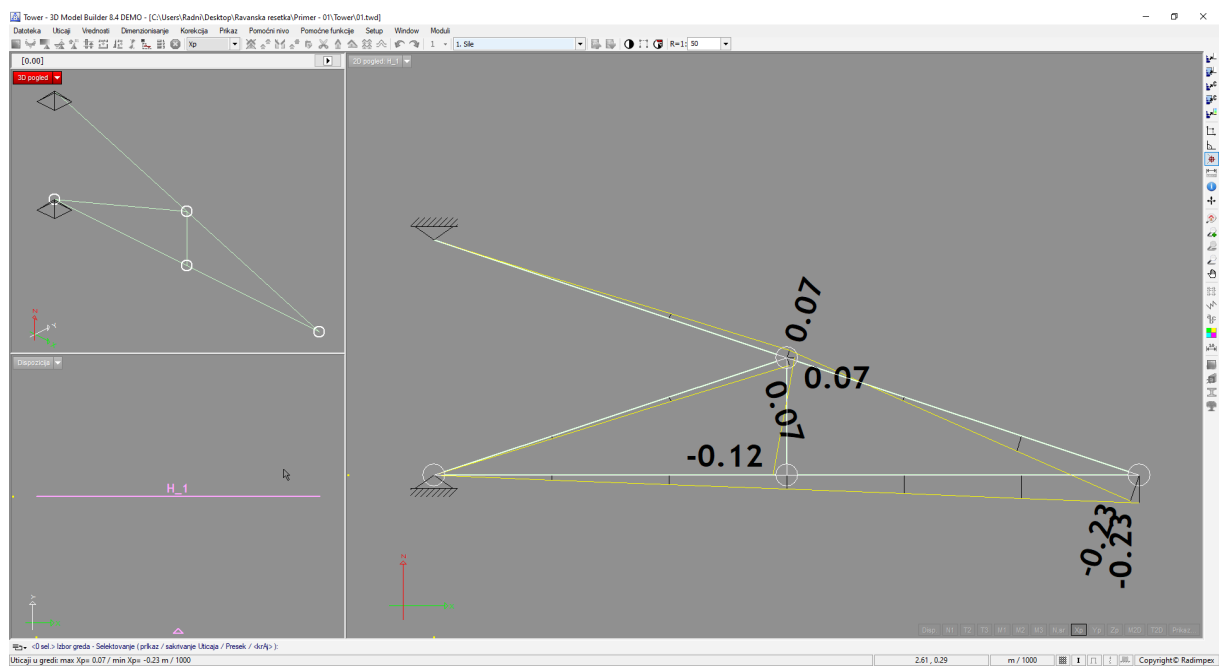 Tower - 3D Model Builder 8.4 DEMO - [C:\Users\Radni\Desktop\Ravanska resetka\Primer - 01\Tower\01.twd]
Datoteka Uticaji Vrednosti Dimenzionisanje Korekcija Prikaz Pomoćni nivo Pomoćne funkcije Setup Window Moduli
Xp 1 1. Sile R=1: 50
[0.00]
3D pogled
2D pogled: H_1
Z
Y
0.07
0.07
0.07
-0.12
-0.23
-0.23
Dispozicija
H_1
Y
Z
Disp. N1 T2 T3 M1 M2 M3 Xp Yp Zp M2D T2D Prikaz...
<0 sel.> Izbor greda - Selektovanje ( prIkaz / sakrivanje Uticaja / Presek / <krAj> ):
Uticaji u gredi: max Xp= 0.07 / min Xp= -0.23 m / 1000
2.61 , 0.29
m / 1000
Copyright© Radimpex